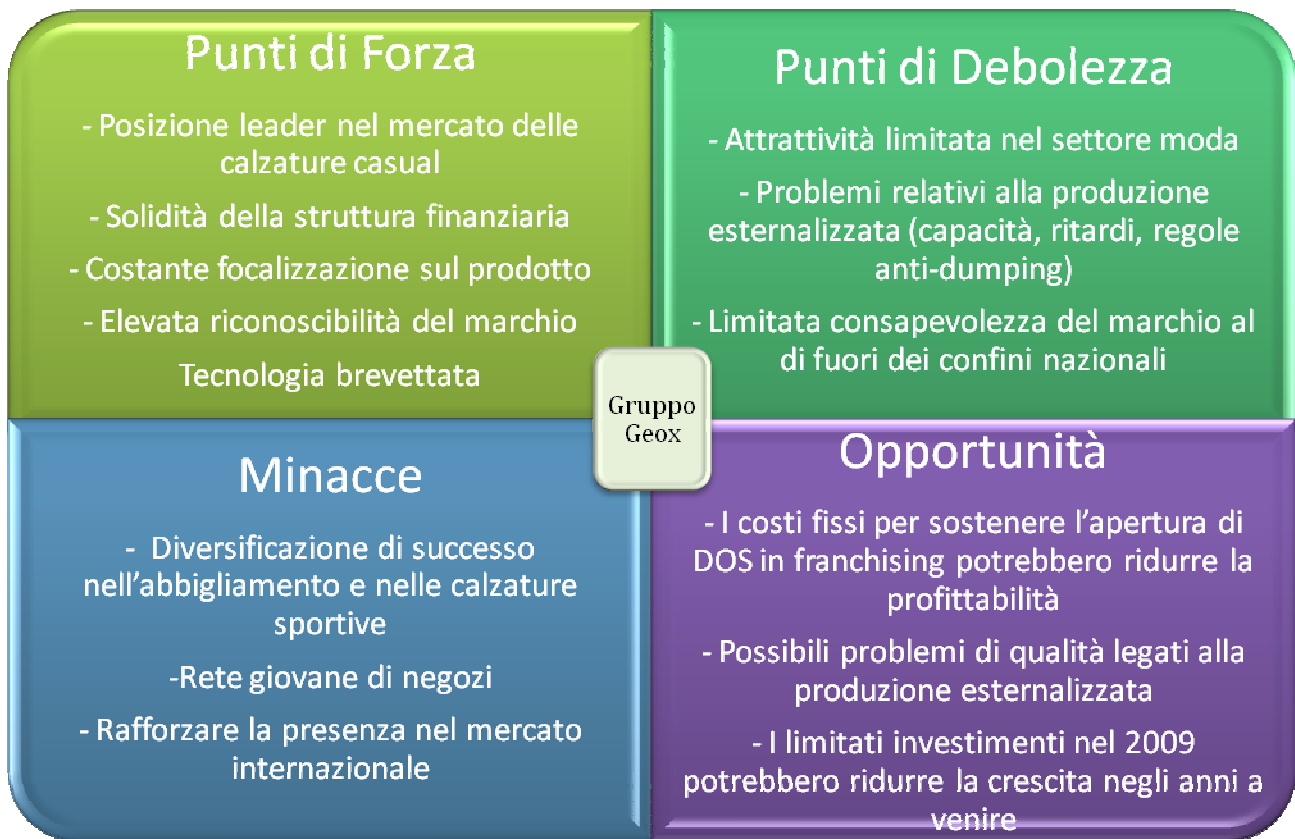 Punti di Forza
- Posizione leader nel mercato delle
calzature casual
- Solidità della struttura finanziaria
- Costante focalizzazione sul prodotto
- Elevata riconoscibilità del marchio
Tecnologia brevettata
Punti di Debolezza
- Attrattività limitata nel settore moda
- Problemi relativi alla produzione
esternalizzata (capacità, ritardi, regole
anti-dumping)
- Limitata consapevolezza del marchio al
di fuori dei confini nazionali
Gruppo
Geox
Minacce
- Diversificazione di successo
nell'abbigliamento e nelle calzature
sportive
-Rete giovane di negozi
- Rafforzare la presenza nel mercato
internazionale
Opportunità
- I costi fissi per sostenere l'apertura di
DOS in franchising potrebbero ridurre la
profittabilità
- Possibili problemi di qualità legati alla
produzione esternalizzata
- I limitati investimenti nel 2009
potrebbero ridurre la crescita negli anni a
venire